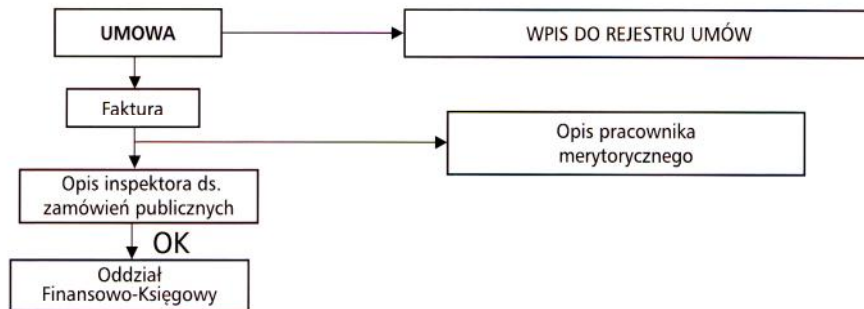 UMOWA
WPIS DO REJESTRU UMÓW
Faktura
Opis pracownika
merytorycznego
Opis inspektora ds.
zamówień publicznych
OK
Oddział
Finansowo-Księgowy